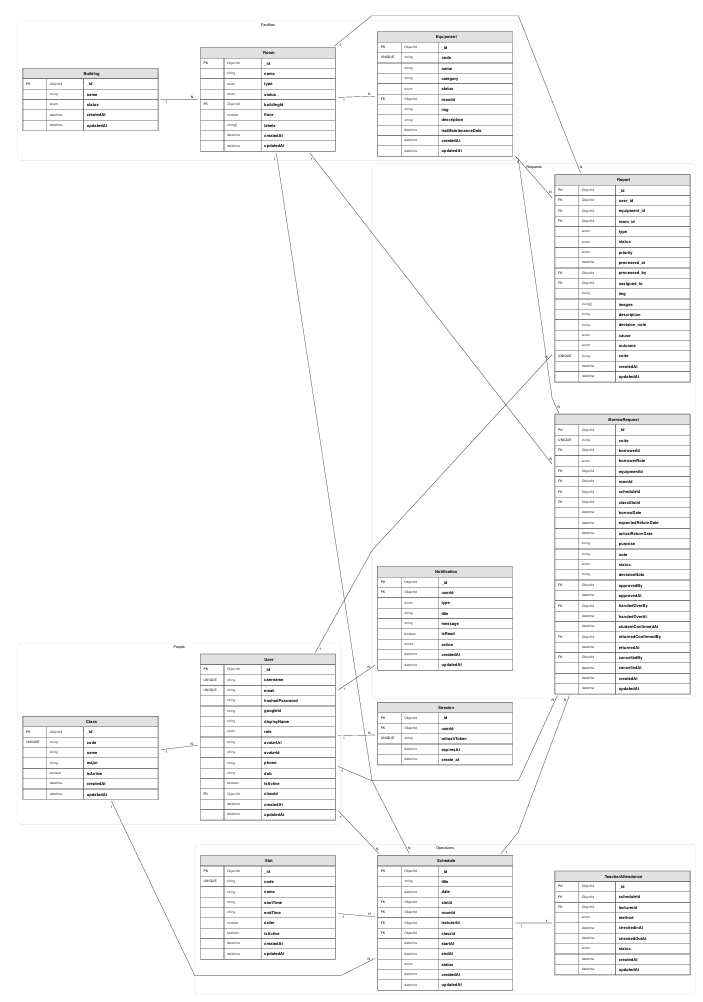 Facilities
Building
PK ObjectId _id
string name
enum status
datetime createdAt
datetime updatedAt
1
N
Room
PK ObjectId _id
string name
enum type
enum status
FK ObjectId buildingId
number floor
string[] labels
datetime createdAt
datetime updatedAt
1
N
Equipment
PK ObjectId _id
UNIQUE string code
string name
string category
enum status
FK ObjectId roomId
string img
string description
datetime lastMaintenanceDate
datetime createdAt
datetime updatedAt
Requests
Report
PK ObjectId _id
FK ObjectId user_id
FK ObjectId equipment_id
FK ObjectId room_id
enum type
enum status
enum priority
datetime processed_at
FK ObjectId processed_by
FK ObjectId assigned_to
string img
string[] images
string description
string decision_note
enum cause
enum outcome
UNIQUE string code
datetime createdAt
datetime updatedAt
BorrowRequest
PK ObjectId _id
UNIQUE string code
FK ObjectId borrowerId
enum borrowerRole
FK ObjectId equipmentId
FK ObjectId roomId
FK ObjectId scheduleId
FK ObjectId classSlotId
datetime borrowDate
datetime expectedReturnDate
datetime actualReturnDate
string purpose
string note
enum status
string decisionNote
FK ObjectId approvedBy
datetime approvedAt
FK ObjectId handedOverBy
datetime handedOverAt
datetime studentConfirmedAt
FK ObjectId returnedConfirmedBy
datetime returnedAt
FK ObjectId cancelledBy
datetime cancelledAt
datetime createdAt
datetime updatedAt
Notification
PK ObjectId _id
FK ObjectId userId
enum type
string title
string message
boolean isRead
action
datetime createdAt
datetime updatedAt
People
User
PK ObjectId _id
UNIQUE string username
UNIQUE string email
string hashedPassword
string googleId
string displayName
enum role
string avatarUrl
string avatarId
string phone
string dob
boolean isActive
FK ObjectId classId
datetime createdAt
datetime updatedAt
Class
PK ObjectId _id
UNIQUE string code
string name
string major
boolean isActive
datetime createdAt
datetime updatedAt
1
N
Session
PK ObjectId _id
ObjectId userId
UNIQUE string refreshToken
datetime expiresAt
datetime create_at
Operations
Slot
PK ObjectId _id
UNIQUE string code
string name
string startTime
string endTime
number order
boolean isActive
datetime createdAt
datetime updatedAt
1
N
Schedule
PK ObjectId _id
string title
datetime date
FK ObjectId slotId
FK ObjectId roomId
FK ObjectId lecturerId
FK ObjectId classId
datetime startAt
datetime endAt
enum status
datetime createdAt
datetime updatedAt
1
1
TeacherAttendance
PK ObjectId _id
FK ObjectId scheduleId
FK ObjectId lecturerId
enum method
datetime checkedInAt
datetime checkedOutAt
enum status
datetime createdAt
datetime updatedAt